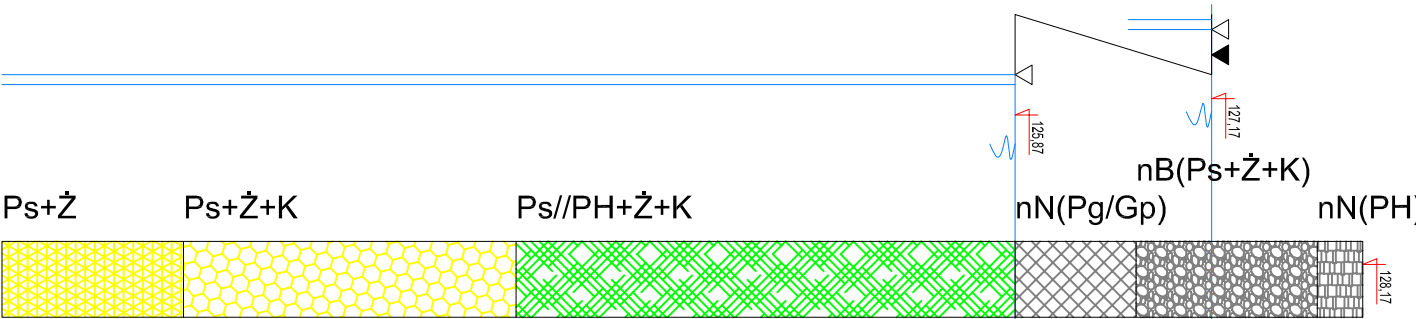 127,17
125,87
nB(Ps+Ż+K)
Ps+Ż
Ps+Ż+K
Ps//PH+Ż+K
nN(Pg/Gp)
nN(PH)
128,17